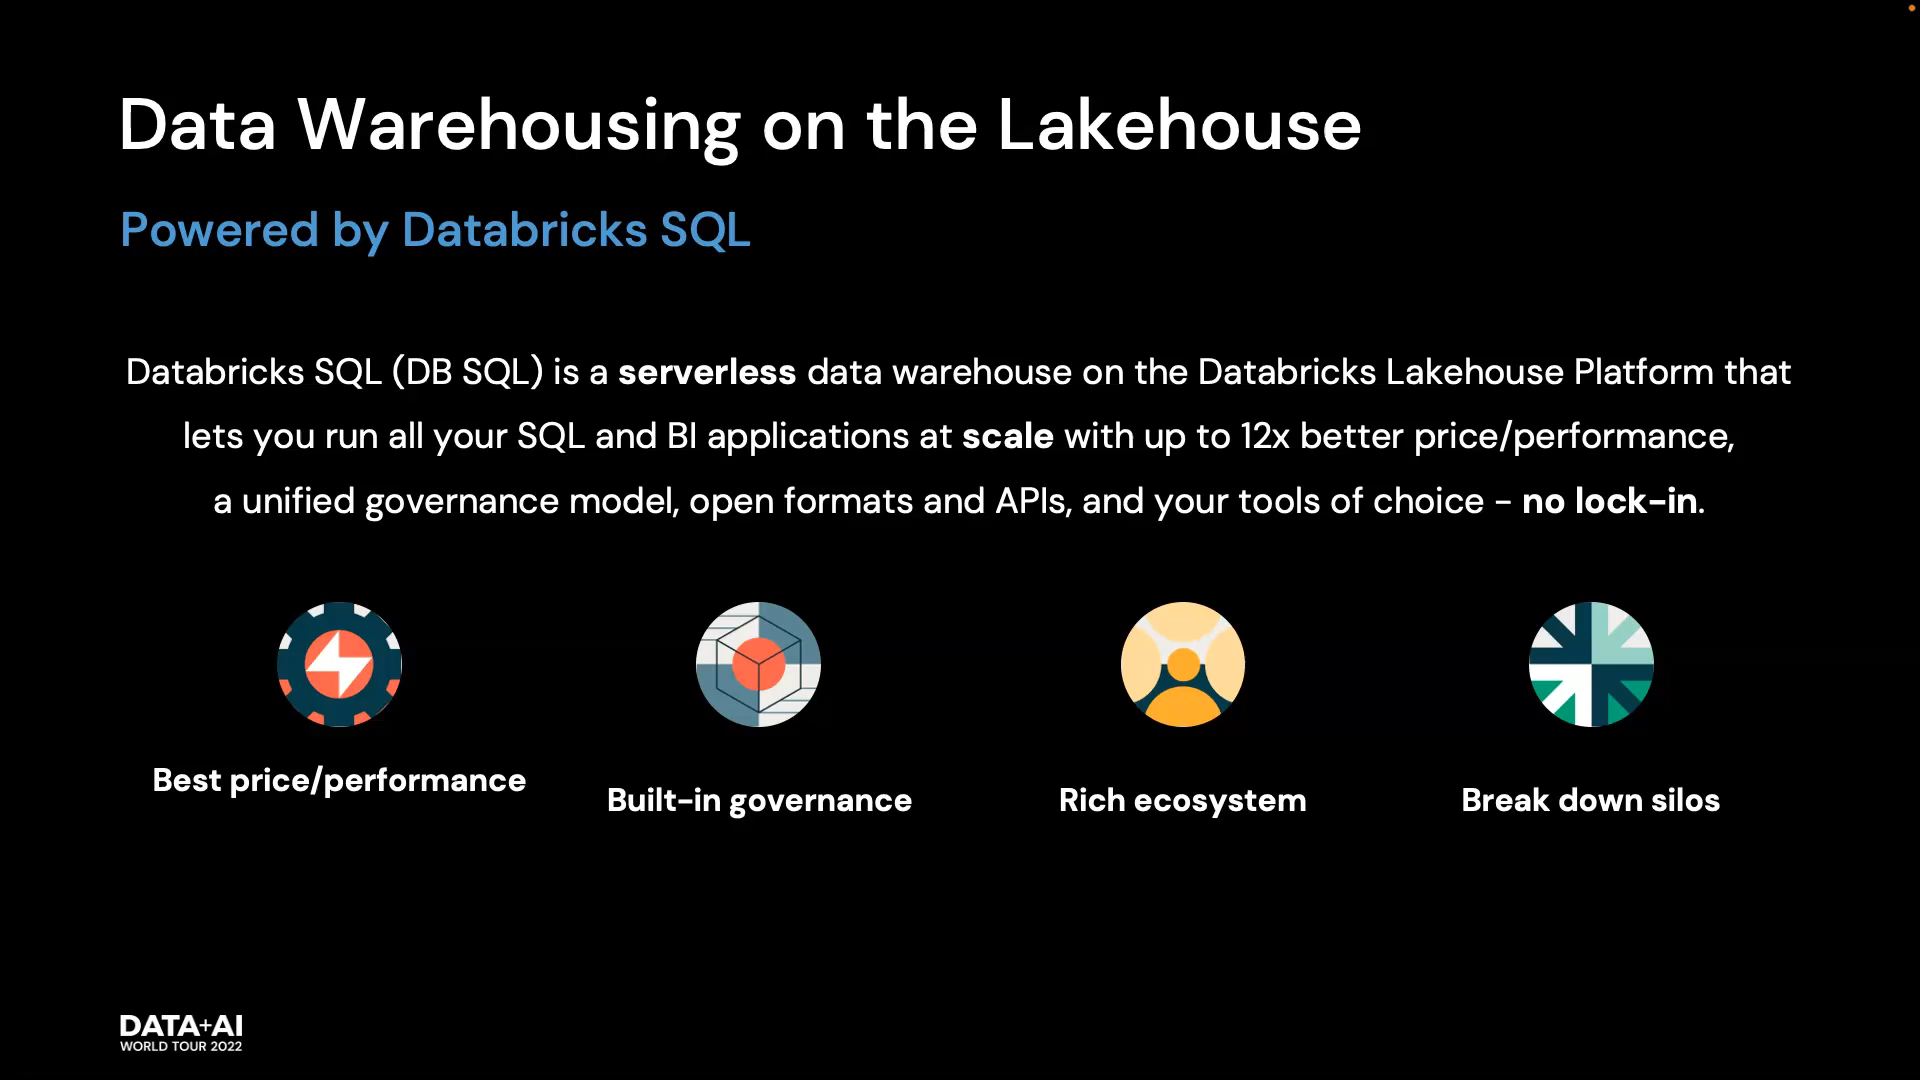 Data Warehousing on the Lakehouse
Powered by Databricks SQL
Databricks SQL (DB SQL) is a serverless data warehouse on the Databricks Lakehouse Platform that
lets you run all your SQL and BI applications at scale with up to 12x better price/performance,
a unified governance model, open formats and APIs, and your tools of choice - no lock-in.
Best price/performance
Built-in governance
Rich ecosystem
Break down silos
DATA+AI
WORLD TOUR 2022